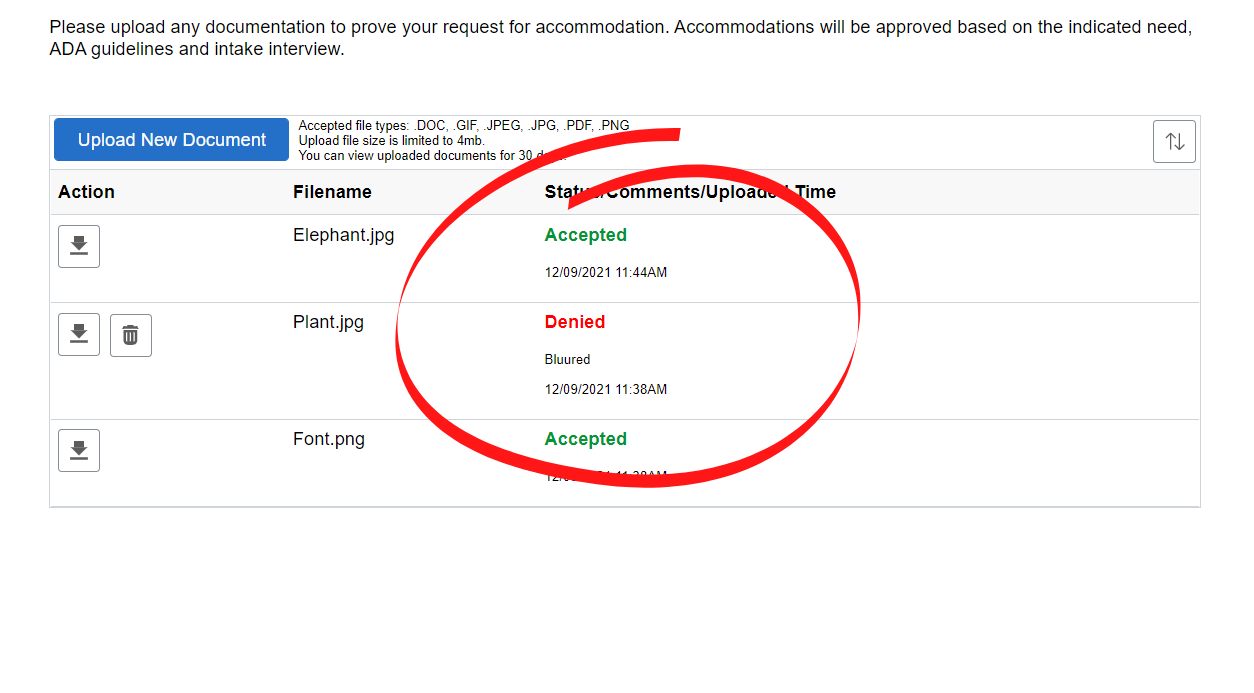 Please upload any documentation to prove your request for accommodation. Accommodations will be approved based on the indicated need,
ADA guidelines and intake interview.
Upload New Document
Accepted file types: .DOC, .GIF, .JPEG, .JPG, .PDF, .PNG
Upload file size is limited to 4mb.
You can view uploaded documents for 30
Action Filename Status/Comments/Uploaded Time
Elephant.jpg Accepted
12/09/2021 11:44AM
Plant.jpg Denied
Bluured
12/09/2021 11:38AM
Font.png Accepted